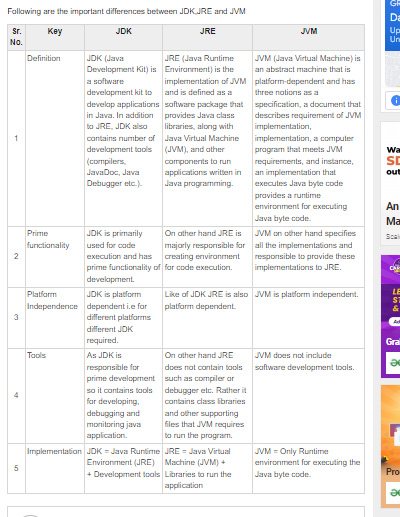 Following are the important differences between JDK,JRE and JVM
Sr. No. Key JDK JRE JVM
1
Definition
JDK (Java
Development Kit) is
a software
development kit to
develop applications
in Java. In addition
to JRE, JDK also
contains number of
development tools
(compilers,
JavaDoc, Java
Debugger etc.).
JRE (Java Runtime
Environment) is the
implementation of JVM
and is defined as a
software package that
provides Java class
libraries, along with
Java Virtual Machine
(JVM), and other
components to run
applications written in
Java programming.
JVM (Java Virtual Machine) is
an abstract machine that is
platform-dependent and has
three notions as a
specification, a document that
describes requirement of JVM
implementation,
implementation, a computer
program that meets JVM
requirements, and instance,
an implementation that
executes Java byte code
provides a runtime
environment for executing
Java byte code.
2
Prime
functionality
JDK is primarily
used for code
execution and has
prime functionality of
development.
On other hand JRE is
majorly responsible for
creating environment
for code execution.
JVM on other hand specifies
all the implementations and
responsible to provide these
implementations to JRE.
3
Platform
Independence
JDK is platform
dependent i.e for
different platforms
different JDK
required.
Like of JDK JRE is also
platform dependent.
JVM is platform independent.
4
Tools
As JDK is
responsible for
prime development
so it contains tools
for developing,
debugging and
monitoring java
application.
On other hand JRE
does not contain tools
such as compiler or
debugger etc. Rather it
contains class libraries
and other supporting
files that JVM requires
to run the program.
JVM does not include
software development tools.
5
Implementation
JDK = Java Runtime
Environment (JRE)
+ Development tools
JRE = Java Virtual
Machine (JVM) +
Libraries to run the
application
JVM = Only Runtime
environment for executing the
Java byte code.
An
Gra
Pro